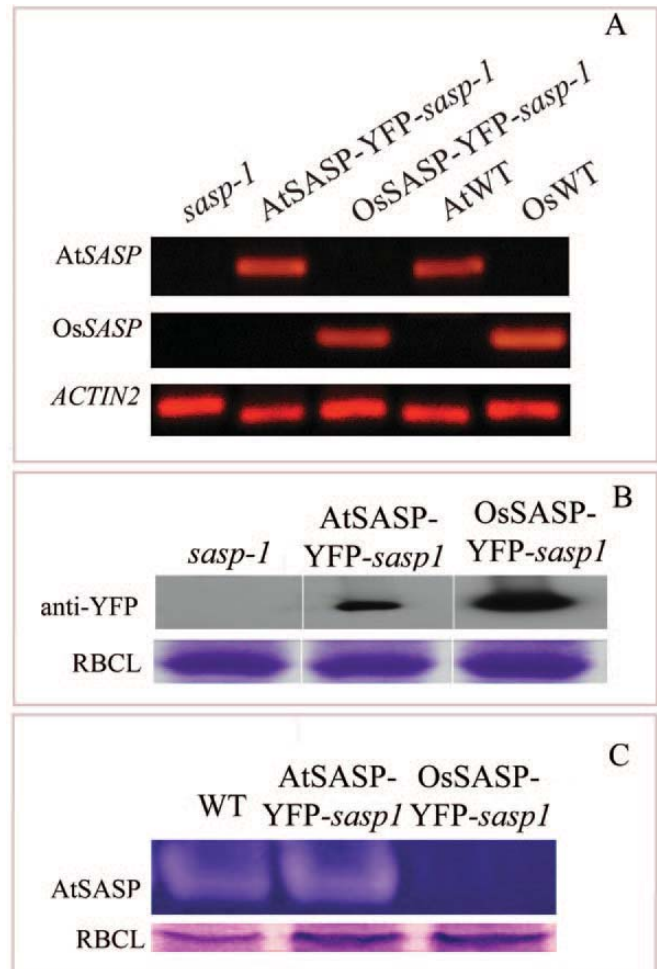 A
sasp-1
AtSASP-YFP-sasp-1
OsSASP-YFP-sasp-1
AtWT
OsWT
AtSASP
OsSASP
ACTIN2
B
sasp-1
AtSASP-
YFP-sasp1
OsSASP-
YFP-sasp1
anti-YFP
RBCL
C
WT
AtSASP-
YFP-sasp1
OsSASP-
YFP-sasp1
AtSASP
RBCL